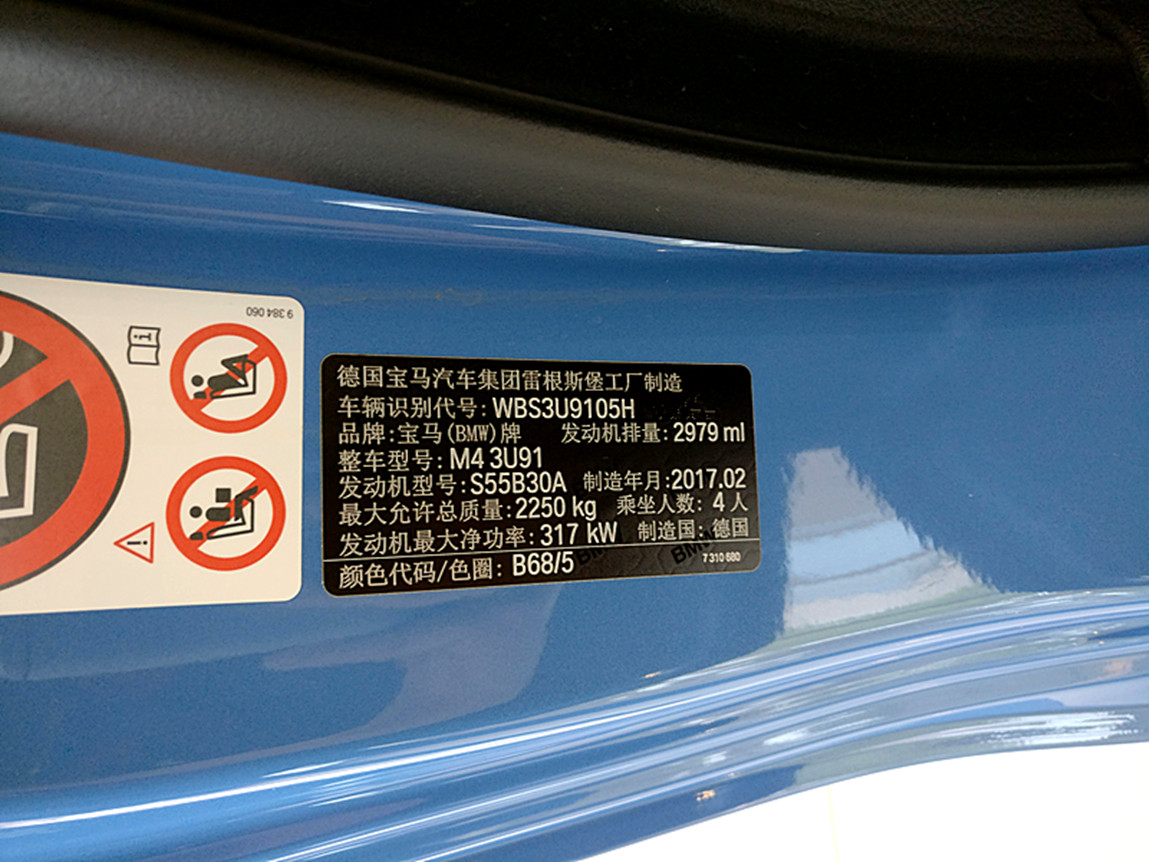 9 384 060
德国宝马汽车集团雷根斯堡工厂制造
车辆识别代号: WBS3U9105H
品牌: 宝马(BMW)牌 发动机排量: 2979 ml
整车型号: M4 3U91
发动机型号: S55B30A 制造年月: 2017.02
最大允许总质量: 2250 kg 乘坐人数: 4 人
发动机最大净功率: 317 kW 制造国: 德国
颜色代码/色圈: B68/5
BMW
BMW
7 310 680